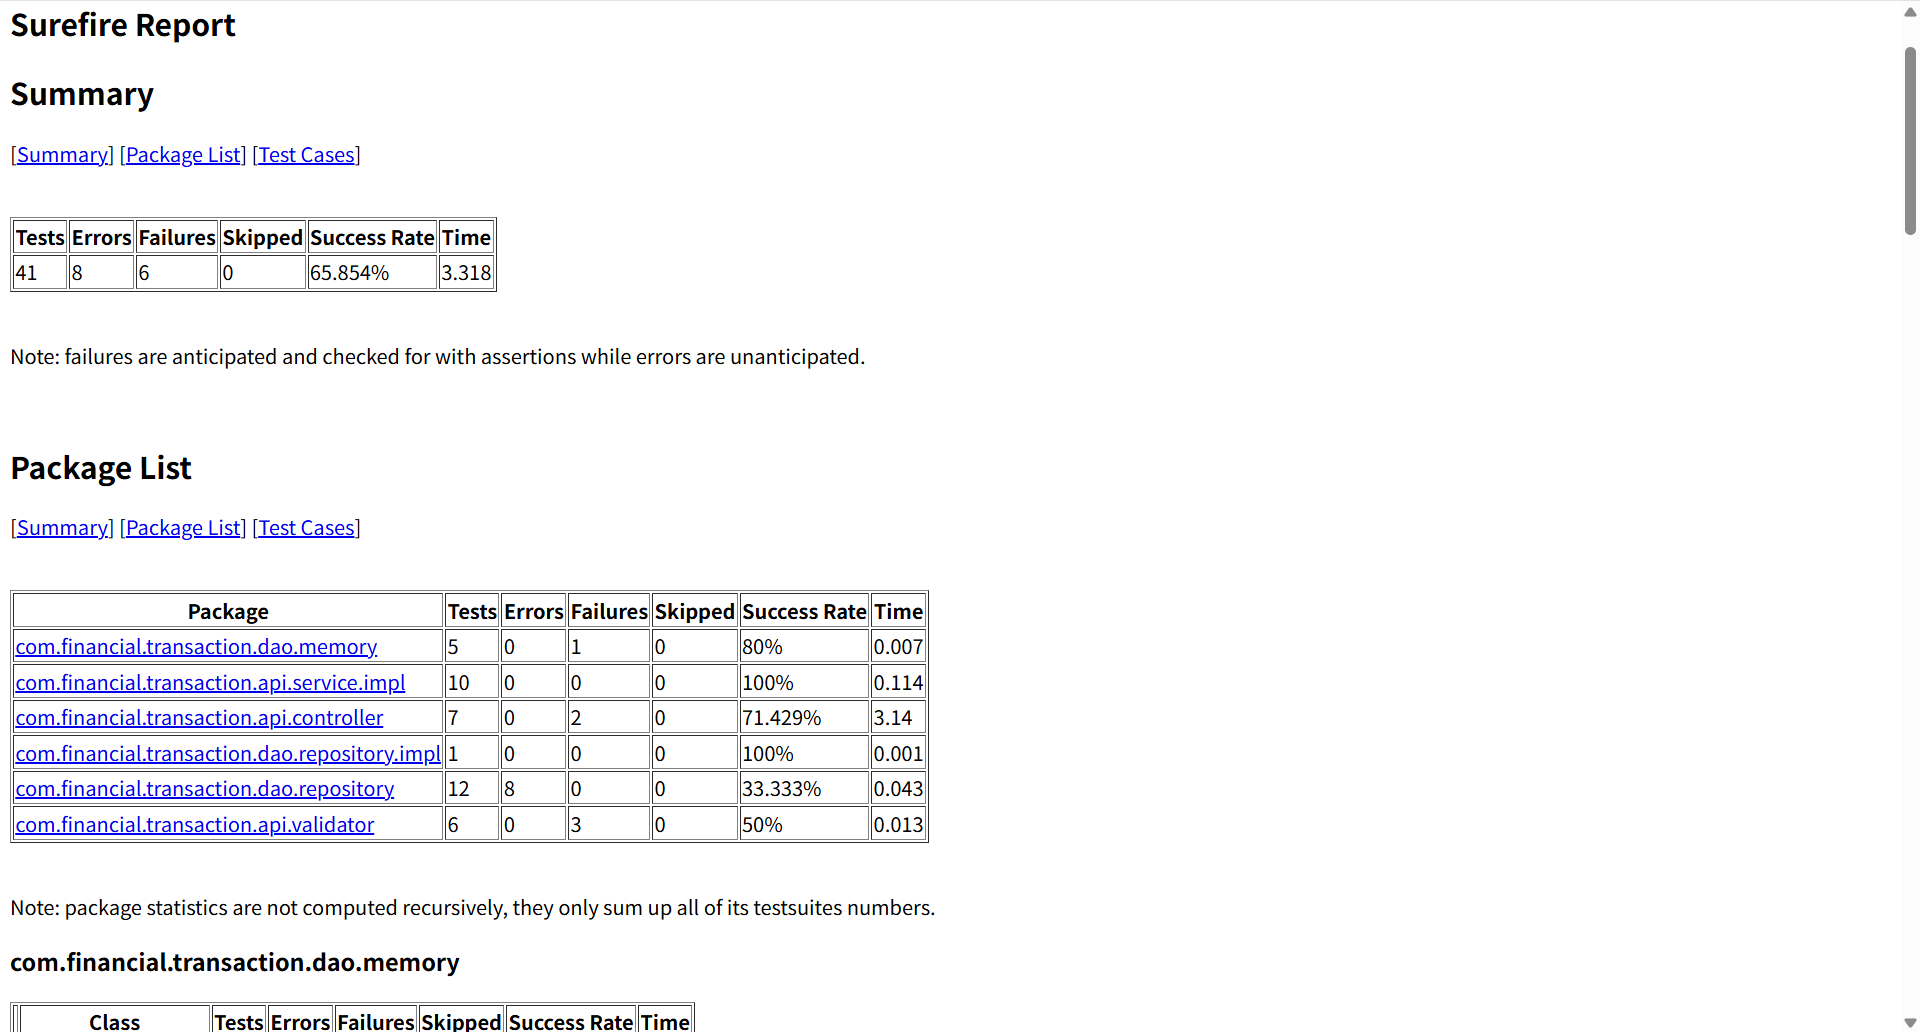 Surefire Report
Summary
[Summary] [Package List] [Test Cases]
Tests Errors Failures Skipped Success Rate Time
41 8 6 0 65.854% 3.318
Note: failures are anticipated and checked for with assertions while errors are unanticipated.
Package List
[Summary] [Package List] [Test Cases]
Package Tests Errors Failures Skipped Success Rate Time
com.financial.transaction.dao.memory 5 0 1 0 80% 0.007
com.financial.transaction.api.service.impl 10 0 0 0 100% 0.114
com.financial.transaction.api.controller 7 0 2 0 71.429% 3.14
com.financial.transaction.dao.repository.impl 1 0 0 0 100% 0.001
com.financial.transaction.dao.repository 12 8 0 0 33.333% 0.043
com.financial.transaction.api.validator 6 0 3 0 50% 0.013
Note: package statistics are not computed recursively, they only sum up all of its testsuites numbers.
com.financial.transaction.dao.memory
Class Tests Errors Failures Skipped Success Rate Time